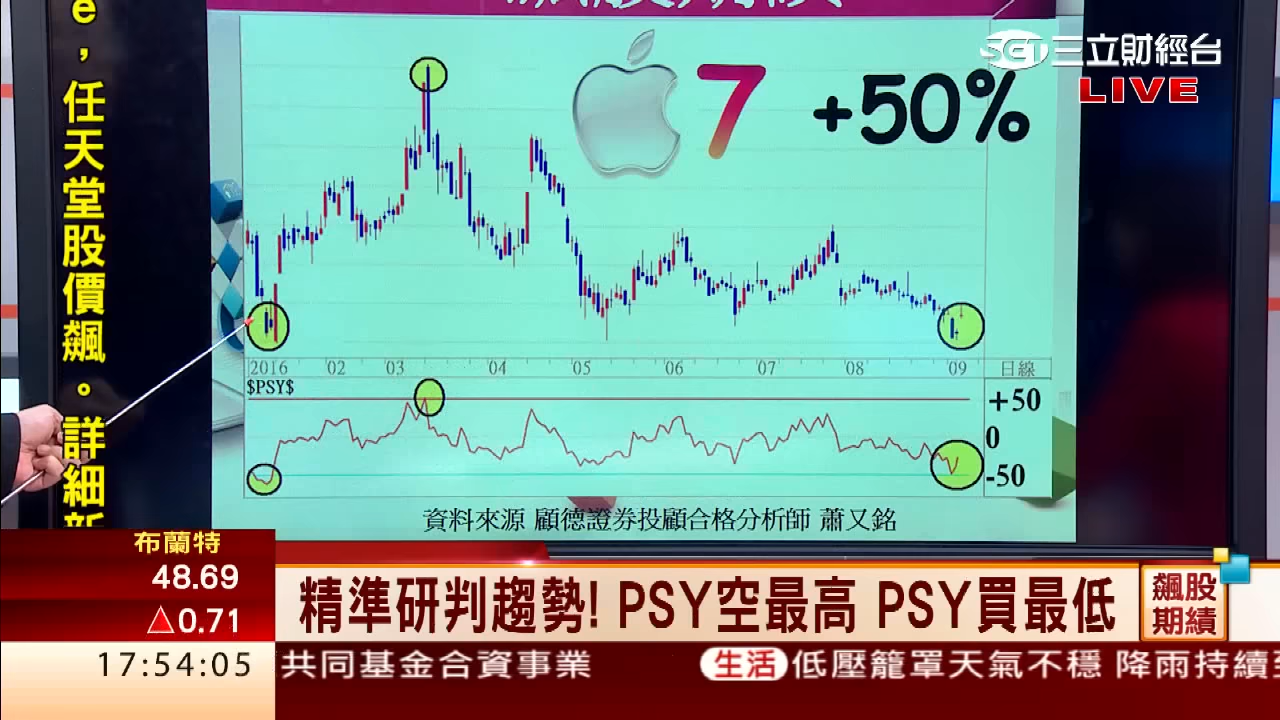 e，任天堂股價飆。詳細新
SET三立財經台
LIVE
7
+50%
2016
02
03
04
05
06
07
08
09
日線
$PSY$
+50
0
-50
資料來源 顧德證券投顧合格分析師 蕭又銘
布蘭特
48.69
△0.71
17:54:05
精準研判趨勢! PSY空最高 PSY買最低
飆股
期績
共同基金合資事業
生活 低壓籠罩天氣不穩 降雨持續至